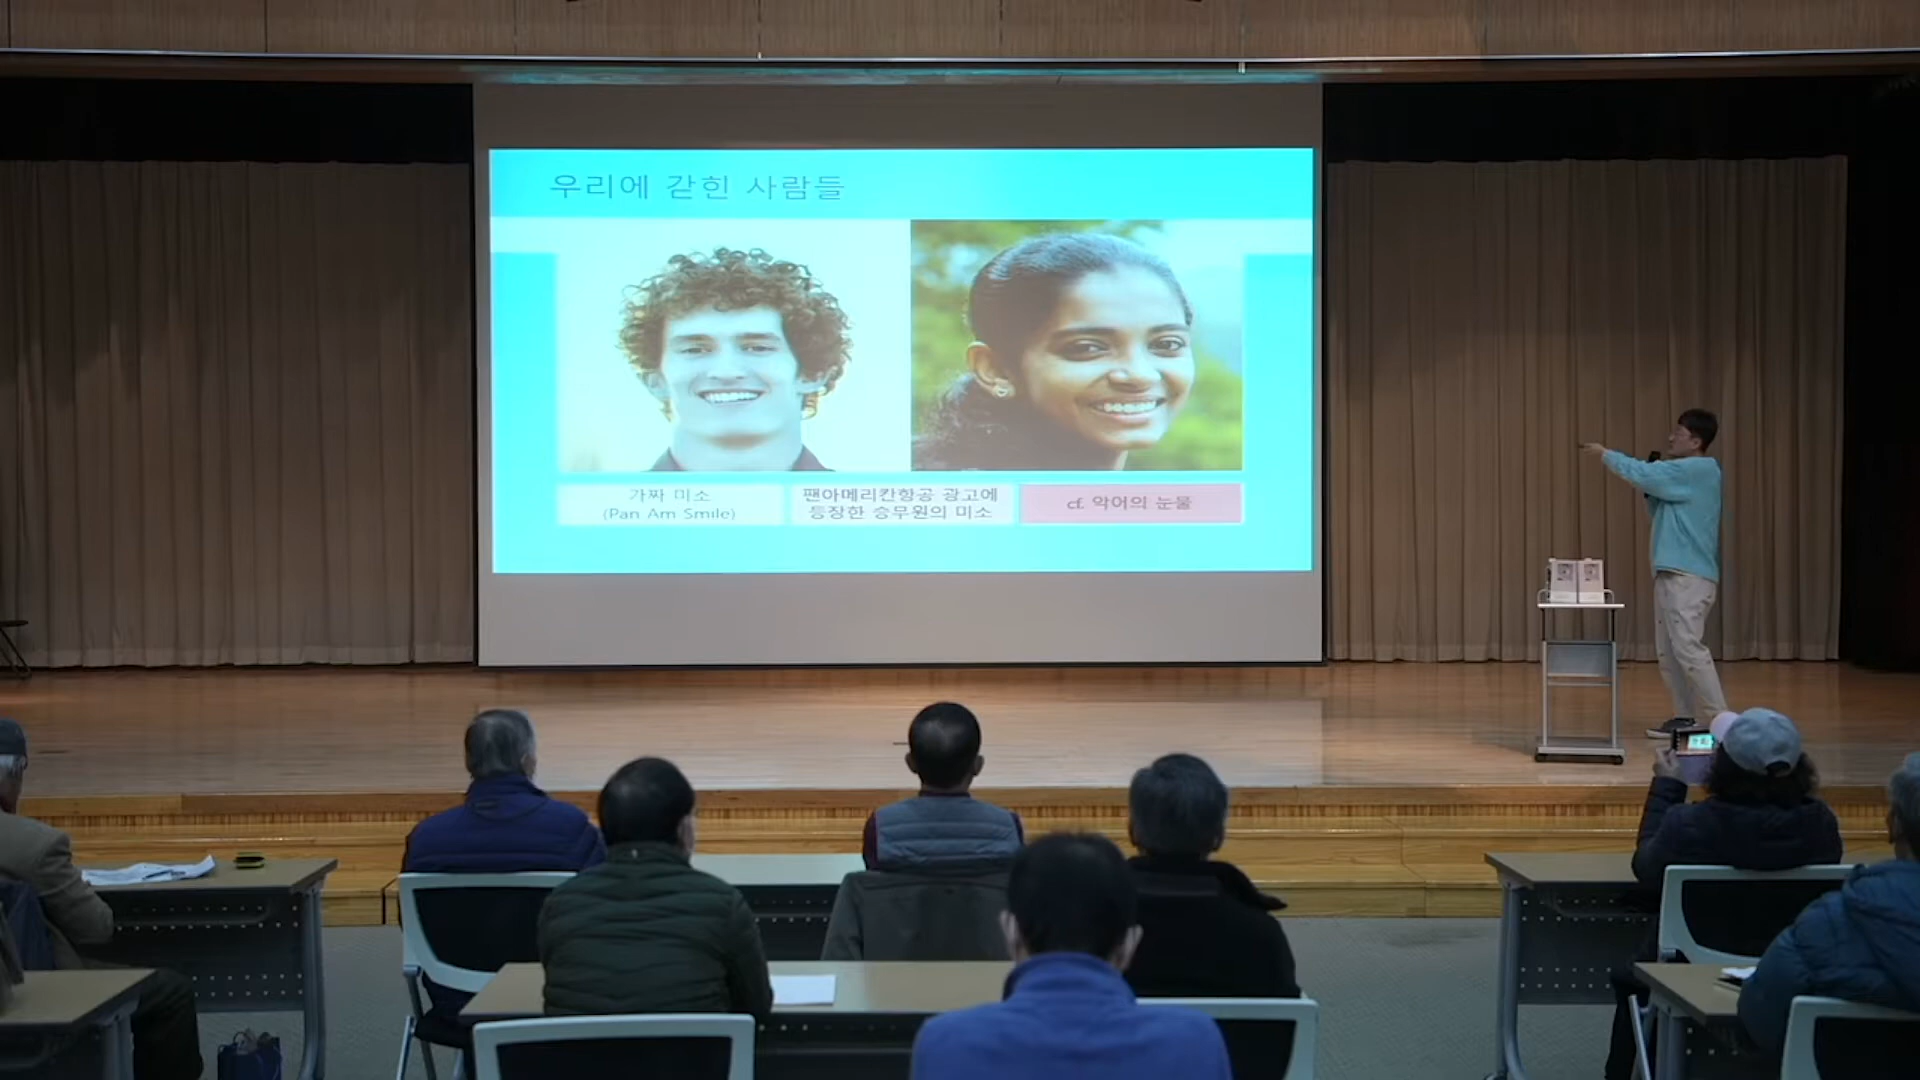 우리에 갇힌 사람들
가짜 미소
(Pan Am Smile)
팬아메리칸항공 광고에
등장한 승무원의 미소
cf. 악어의 눈물